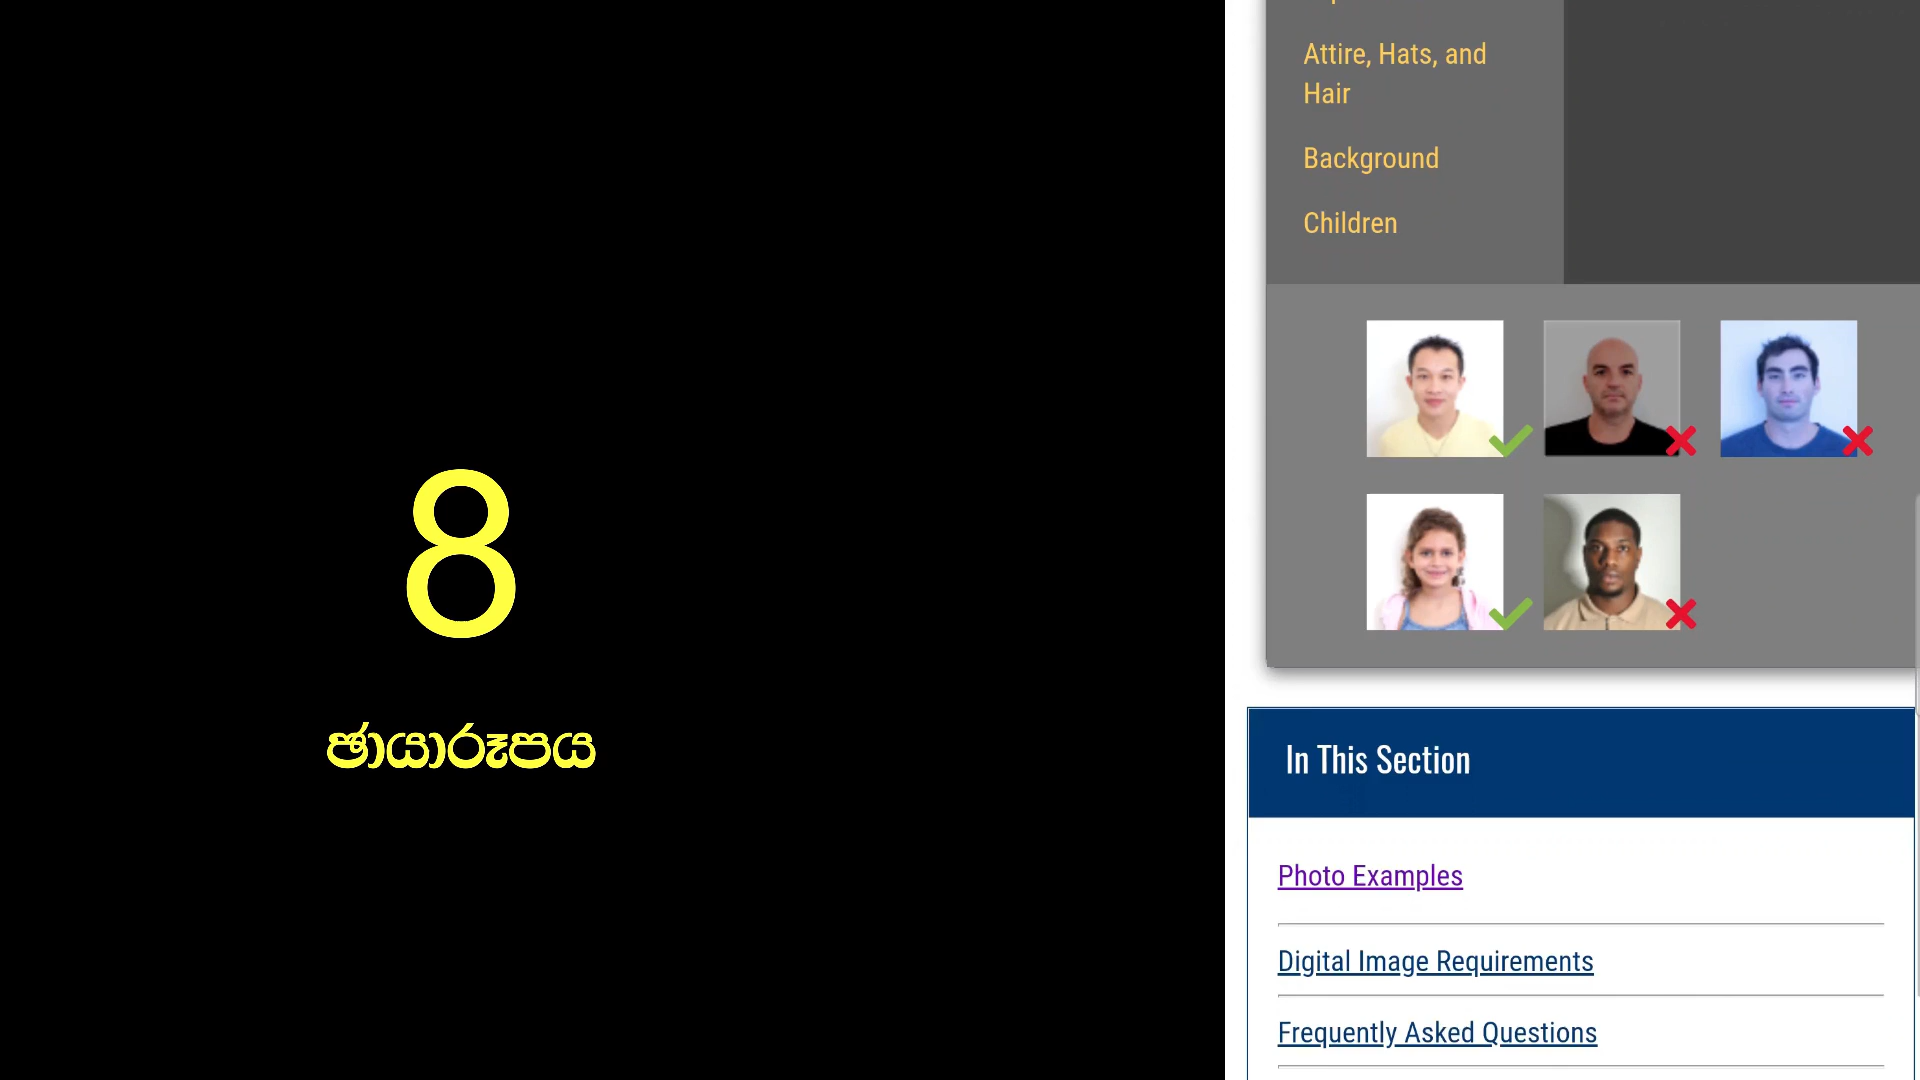 8
ඡායාරූපය
Attire, Hats, and
Hair
Background
Children
In This Section
Photo Examples
Digital Image Requirements
Frequently Asked Questions